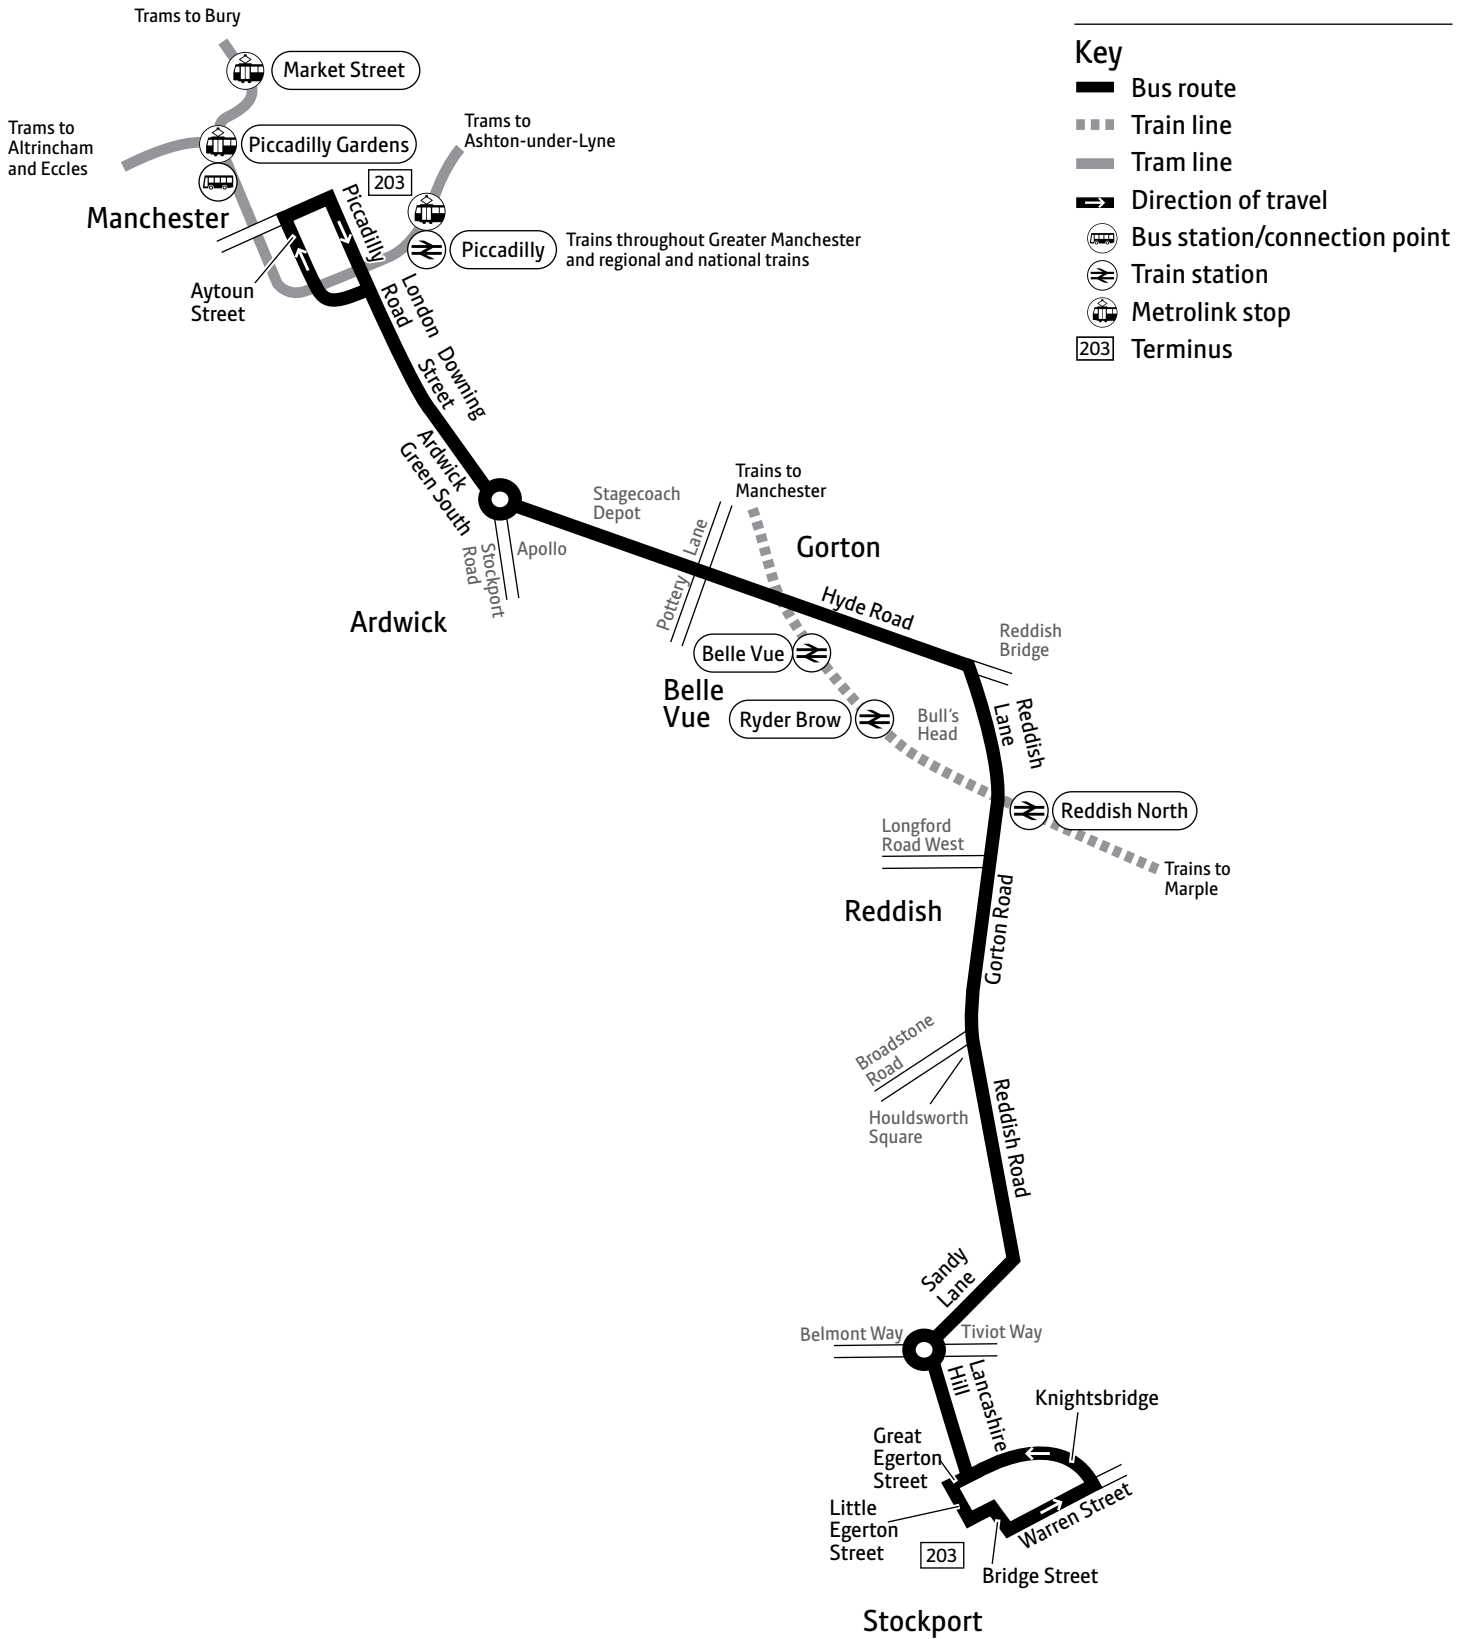 Trams to Bury
Market Street
Trams to
Altrincham
and Eccles
Piccadilly Gardens
Trams to
Ashton-under-Lyne
203
Manchester
Piccadilly
Piccadilly
Trains throughout Greater Manchester
and regional and national trains
Aytoun
Street
London
Road
Downing
Street
Ardwick
Green South
Key
Bus route
Train line
Tram line
Direction of travel
Bus station/connection point
Train station
Metrolink stop
203
Terminus
Stagecoach
Depot
Trains to
Manchester
Pottery Lane
Gorton
Stockport
Road
Apollo
Ardwick
Hyde Road
Reddish
Bridge
Belle Vue
Belle
Vue
Ryder Brow
Bull's
Head
Reddish
Lane
Reddish North
Longford
Road West
Trains to
Marple
Reddish
Gorton Road
Broadstone
Road
Houldsworth
Square
Reddish Road
Sandy
Lane
Belmont Way
Tiviot Way
Lancashire
Hill
Knightsbridge
Great
Egerton
Street
Little
Egerton
Street
203
Warren Street
Bridge Street
Stockport